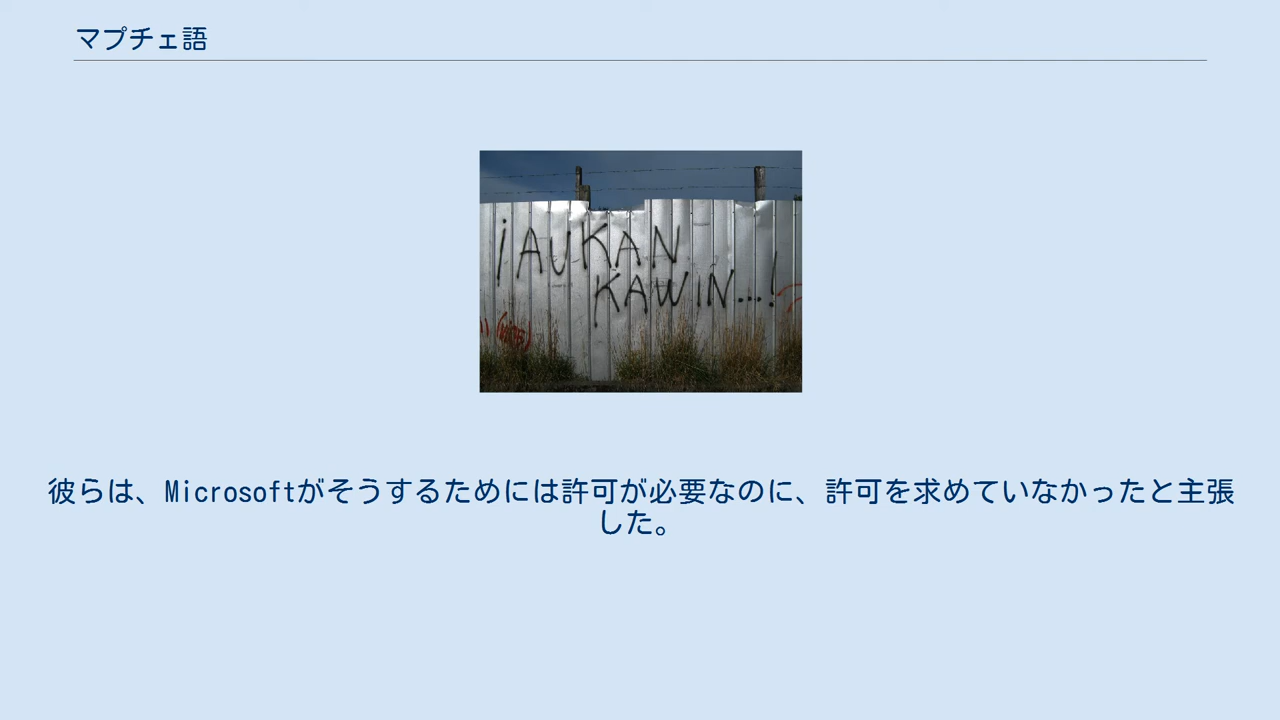 マプチェ語
¡AUKAN
KAWIN...!
彼らは、Microsoftがそうするためには許可が必要なのに、許可を求めていなかったと主張
した。